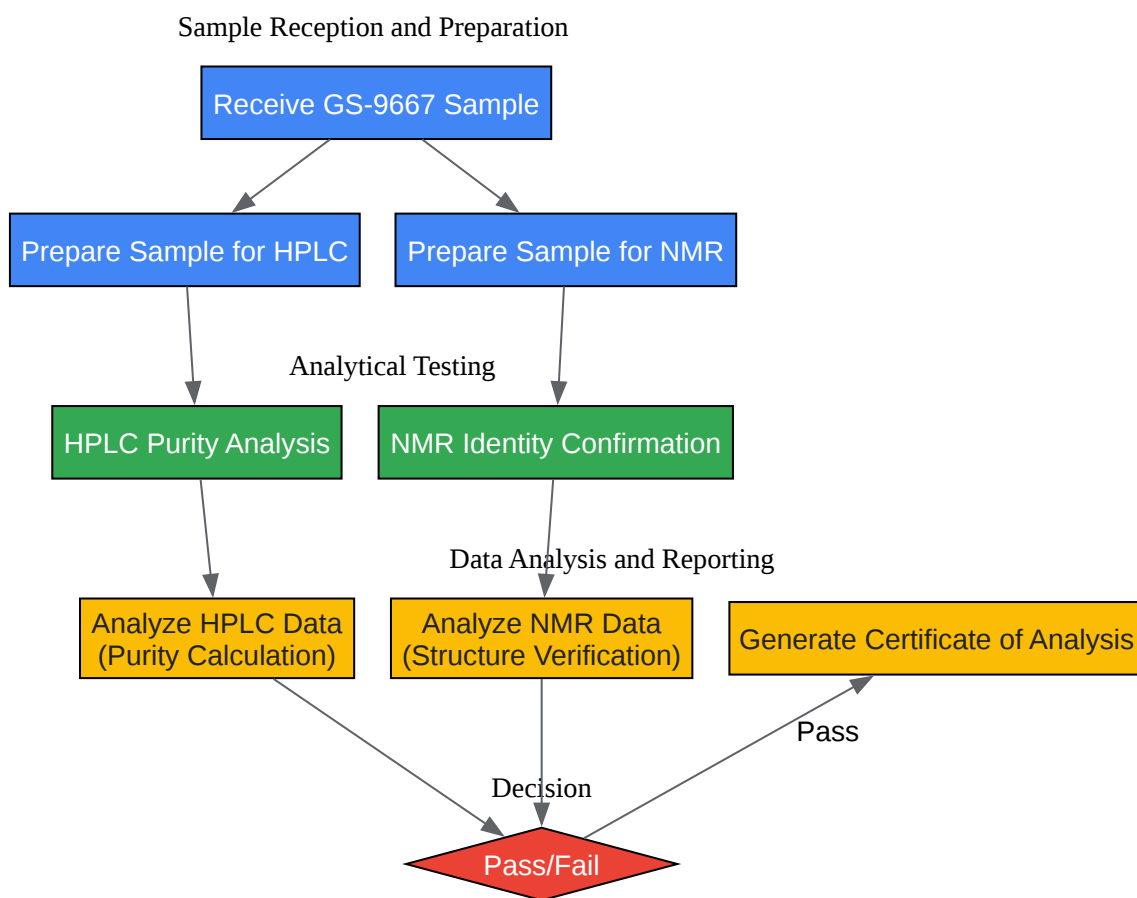 Sample Reception and Preparation
Receive GS-9667 Sample
Prepare Sample for HPLC
Prepare Sample for NMR
Analytical Testing
HPLC Purity Analysis
NMR Identity Confirmation
Data Analysis and Reporting
Analyze HPLC Data
(Purity Calculation)
Analyze NMR Data
(Structure Verification)
Generate Certificate of Analysis
Pass
Decision
Pass/Fail